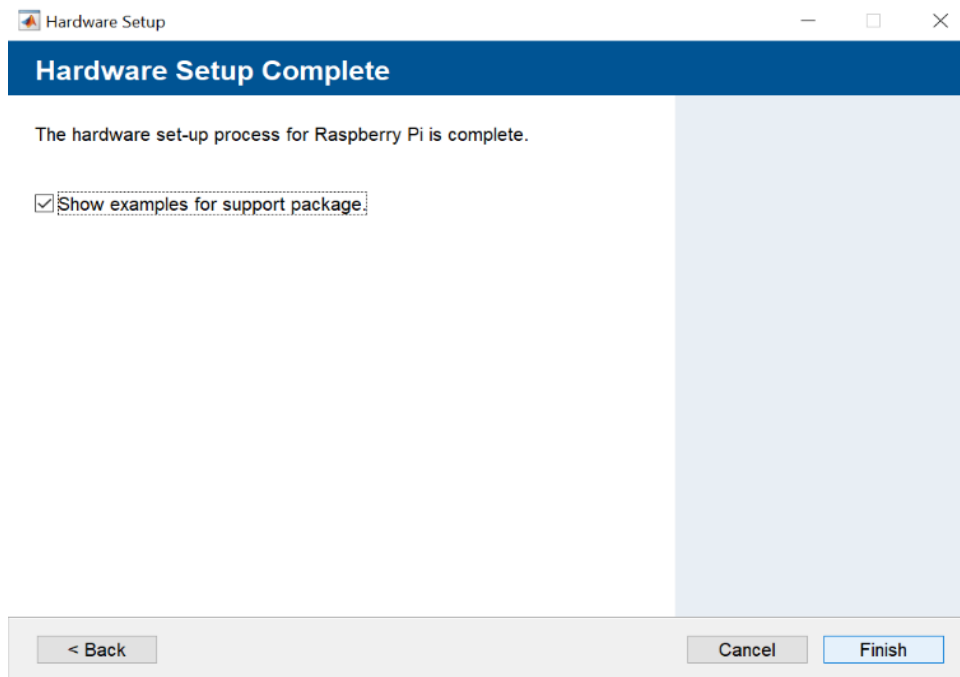 Hardware Setup
Hardware Setup Complete
The hardware set-up process for Raspberry Pi is complete.
Show examples for support package.
< Back
Cancel
Finish